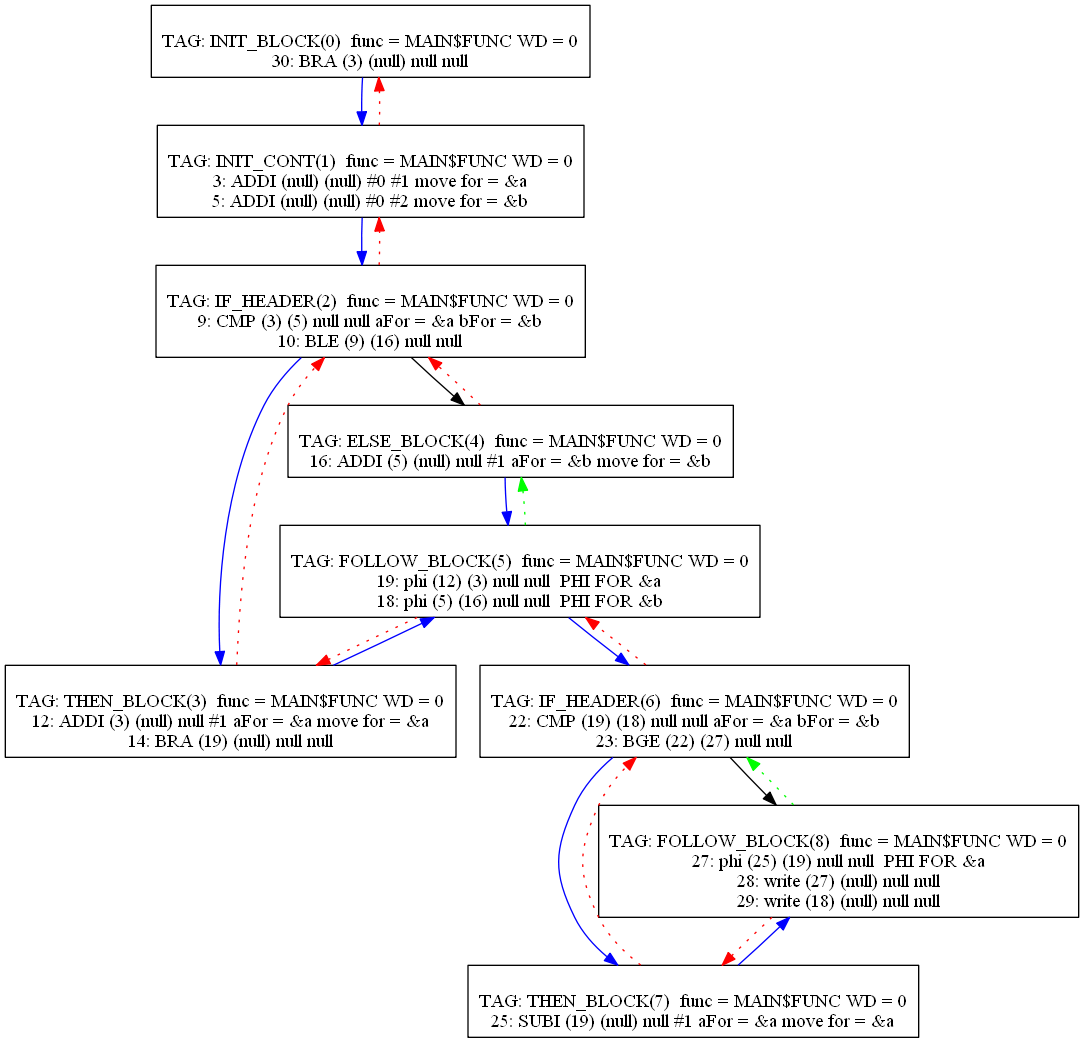 TAG: INIT_BLOCK(0) func = MAIN$FUNC WD = 0
30: BRA (3) (null) null null
TAG: INIT_CONT(1) func = MAIN$FUNC WD = 0
3: ADDI (null) (null) #0 #1 move for = &a
5: ADDI (null) (null) #0 #2 move for = &b
TAG: IF_HEADER(2) func = MAIN$FUNC WD = 0
9: CMP (3) (5) null null aFor = &a bFor = &b
10: BLE (9) (16) null null
TAG: ELSE_BLOCK(4) func = MAIN$FUNC WD = 0
16: ADDI (5) (null) null #1 aFor = &b move for = &b
TAG: FOLLOW_BLOCK(5) func = MAIN$FUNC WD = 0
19: phi (12) (3) null null PHI FOR &a
18: phi (5) (16) null null PHI FOR &b
TAG: THEN_BLOCK(3) func = MAIN$FUNC WD = 0
12: ADDI (3) (null) null #1 aFor = &a move for = &a
14: BRA (19) (null) null null
TAG: IF_HEADER(6) func = MAIN$FUNC WD = 0
22: CMP (19) (18) null null aFor = &a bFor = &b
23: BGE (22) (27) null null
TAG: FOLLOW_BLOCK(8) func = MAIN$FUNC WD = 0
27: phi (25) (19) null null PHI FOR &a
28: write (27) (null) null null
29: write (18) (null) null null
TAG: THEN_BLOCK(7) func = MAIN$FUNC WD = 0
25: SUBI (19) (null) null #1 aFor = &a move for = &a